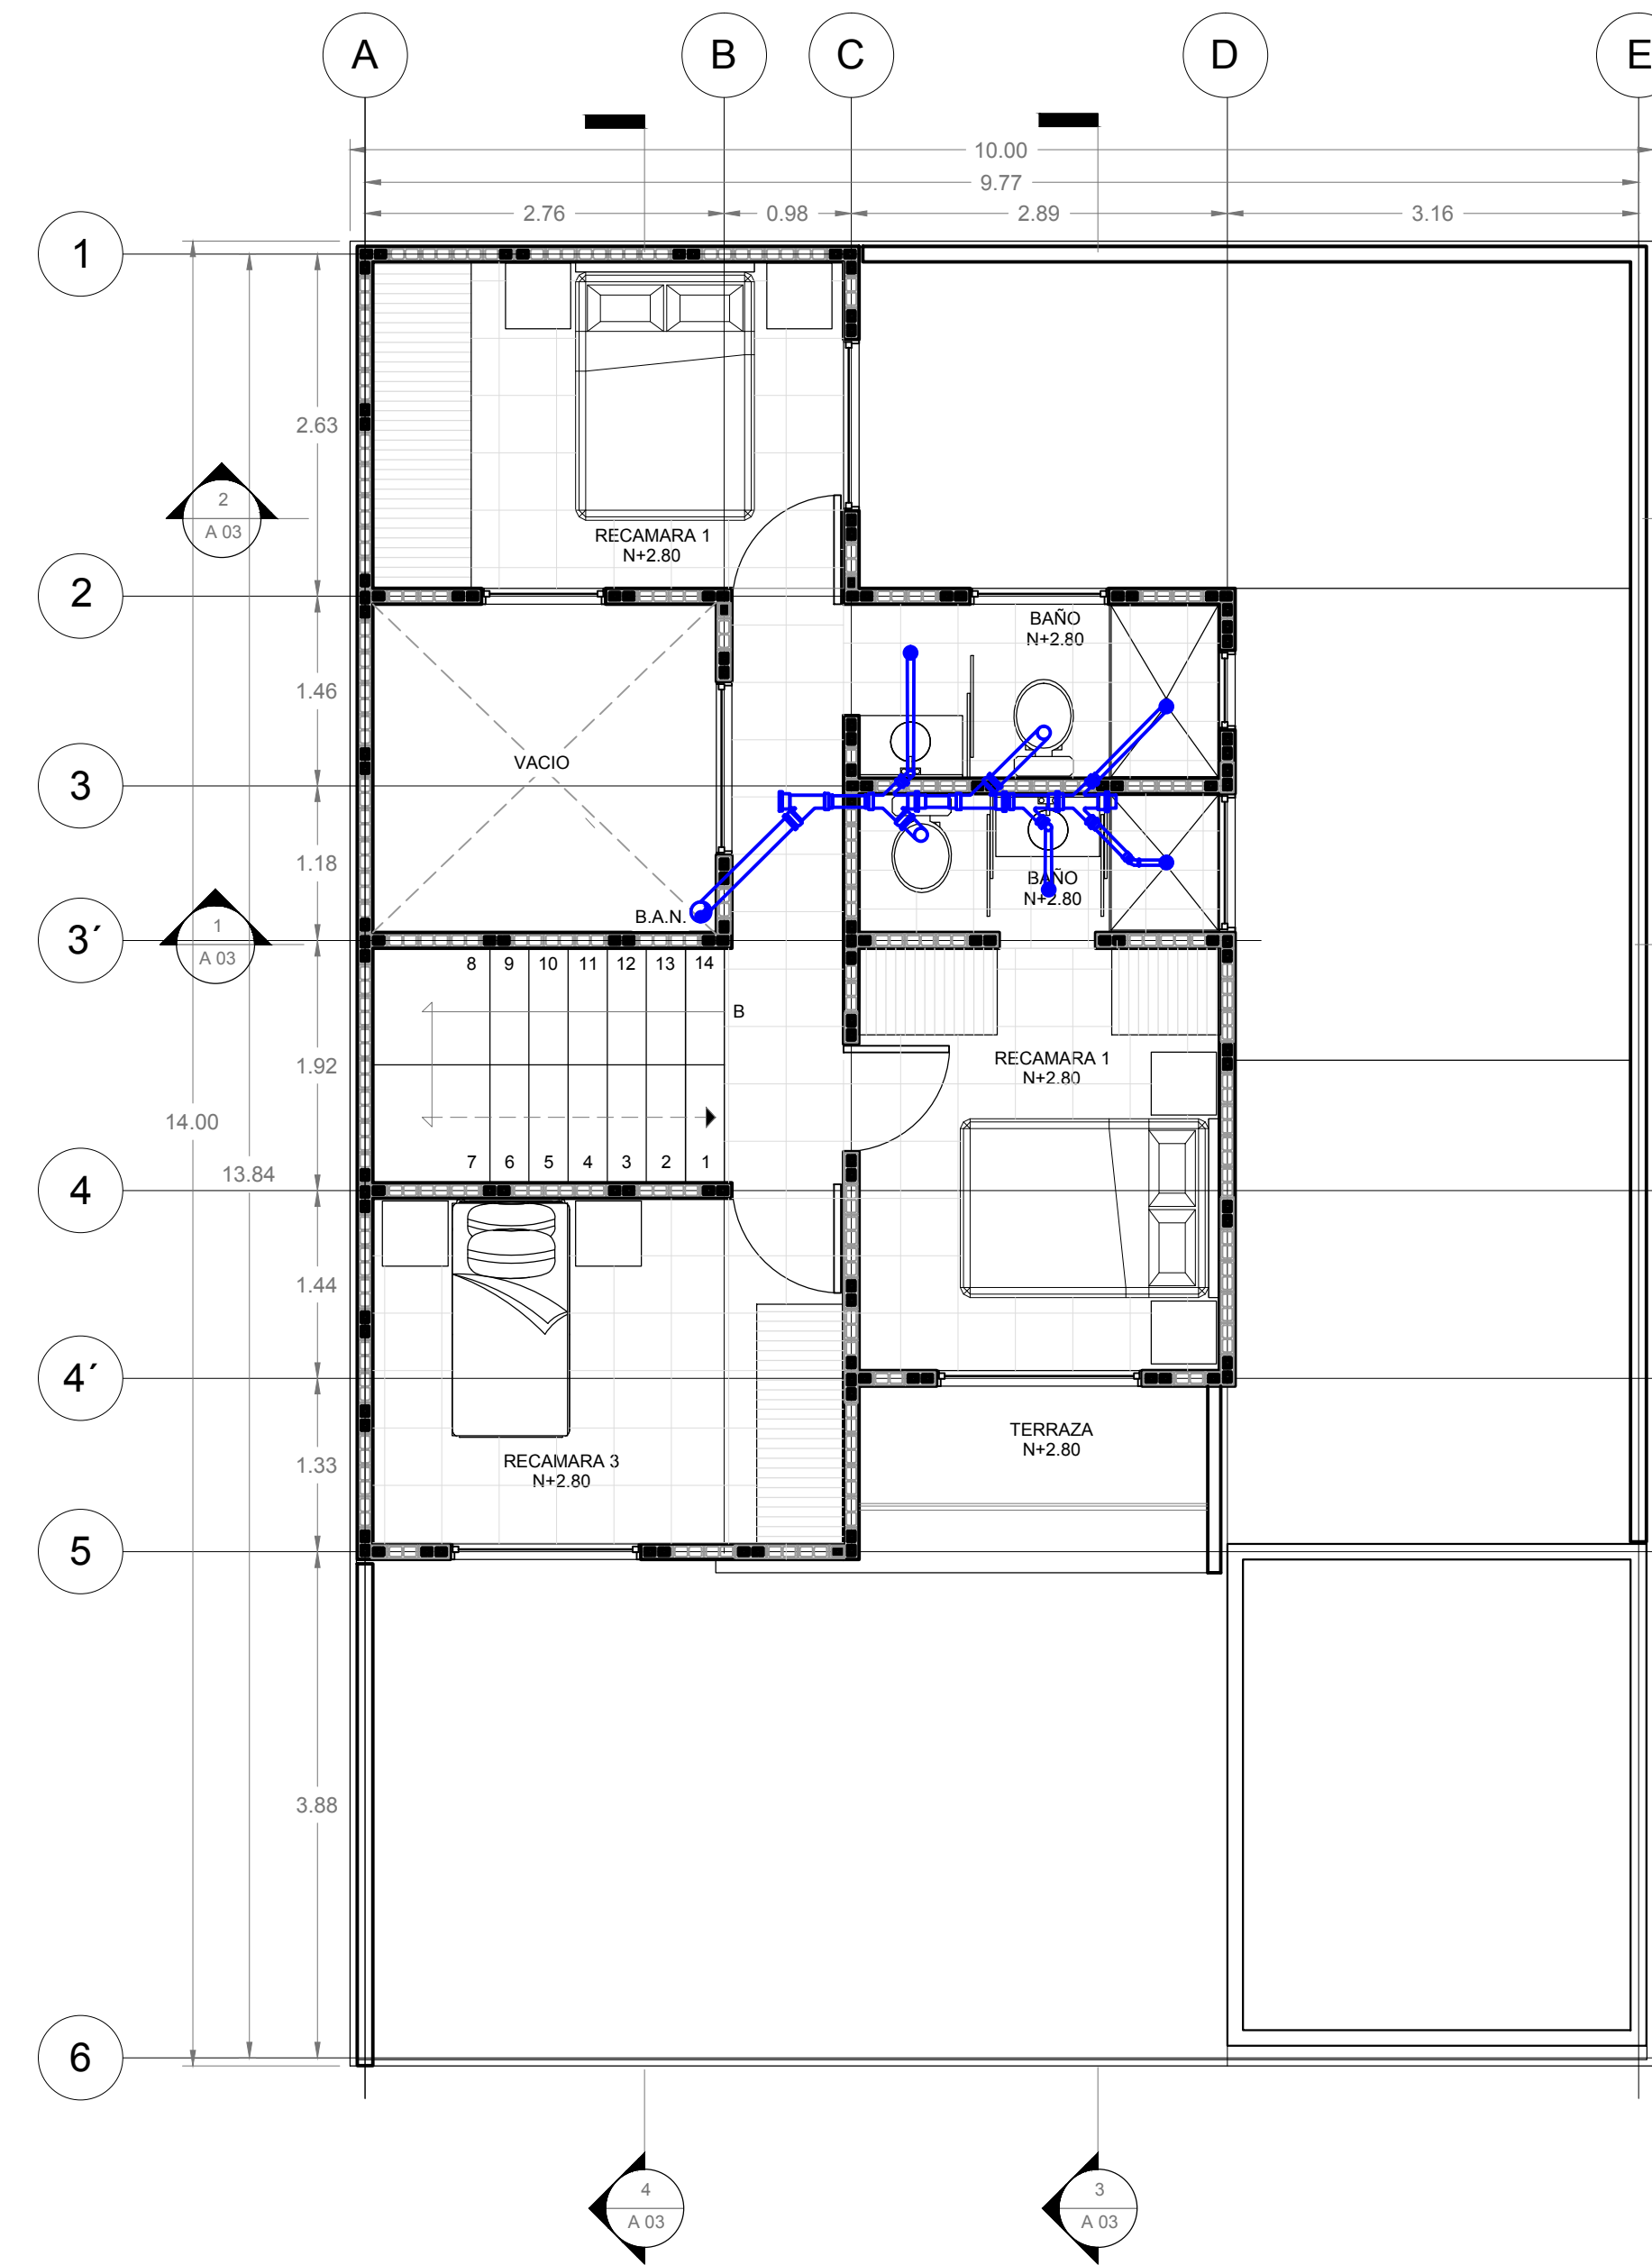 A B C D E
10.00
9.77
2.76 0.98 2.89 3.16
1
2.63
2
A 03
RECAMARA 1
N+2.80
2
BAÑO
N+2.80
1.46
VACIO
3
1.18
BAÑO
N+2.80
B.A.N.
1
A 03
3´
8 9 10 11 12 13 14
B
RECAMARA 1
N+2.80
1.92
14.00
13.84
7 6 5 4 3 2 1
4
1.44
4´
TERRAZA
N+2.80
1.33
RECAMARA 3
N+2.80
5
3.88
6
4
A 03
3
A 03